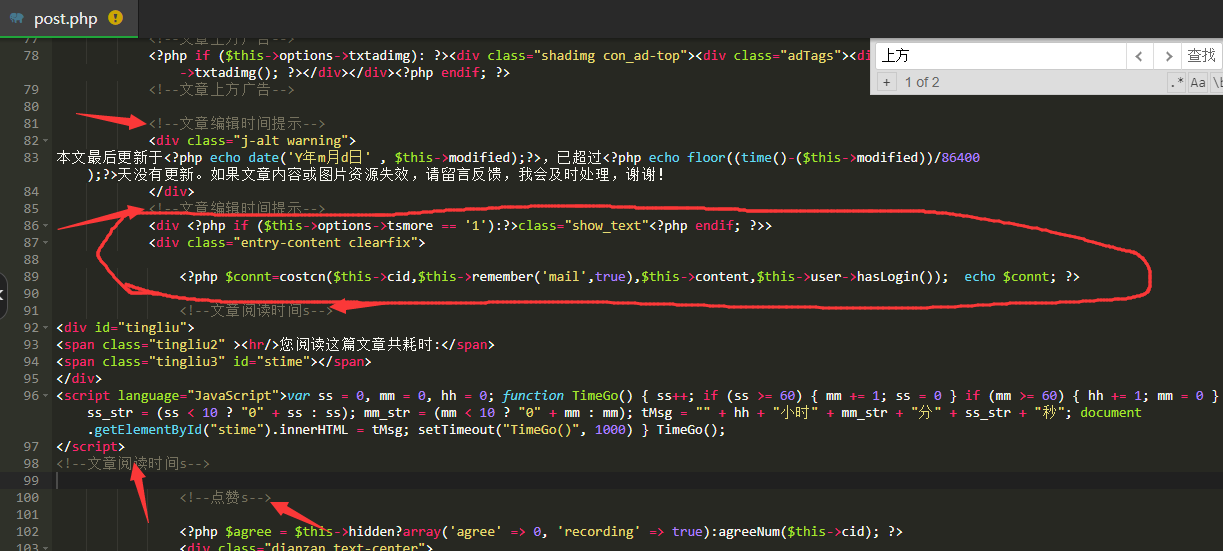 post.php
上方
查找
+ 1 of 2
.* Aa \b
77 <!--文章上方广告-->
78 <?php if ($this->options->txtadimg): ?><div class="shadimg con_ad-top"><div class="adTags"><di
->txtadimg(); ?></div></div><?php endif; ?>
79 <!--文章上方广告-->
80
81 <!--文章编辑时间提示-->
82 <div class="j-alt warning">
83 本文最后更新于<?php echo date('Y年m月d日' , $this->modified);?>，已超过<?php echo floor((time()-($this->modified))/86400
);?>天没有更新。如果文章内容或图片资源失效，请留言反馈，我会及时处理，谢谢！
84 </div>
85 <!--文章编辑时间提示-->
86 <div <?php if ($this->options->tsmore == '1'):?>class="show_text"<?php endif; ?>>
87 <div class="entry-content clearfix">
88
89 <?php $connt=costcn($this->cid,$this->remember('mail',true),$this->content,$this->user->hasLogin());  echo $connt; ?>
90
91 <!--文章阅读时间s-->
92 <div id="tingliu">
93 <span class="tingliu2" ><hr/>您阅读这篇文章共耗时:</span>
94 <span class="tingliu3" id="stime"></span>
95 </div>
96 <script language="JavaScript">var ss = 0, mm = 0, hh = 0; function TimeGo() { ss++; if (ss >= 60) { mm += 1; ss = 0 } if (mm >= 60) { hh += 1; mm = 0 }
ss_str = (ss < 10 ? "0" + ss : ss); mm_str = (mm < 10 ? "0" + mm : mm); tMsg = "" + hh + "小时" + mm_str + "分" + ss_str + "秒"; document
.getElementById("stime").innerHTML = tMsg; setTimeout("TimeGo()", 1000) } TimeGo();
97 </script>
98 <!--文章阅读时间s-->
99
100 <!--点赞s-->
101
102 <?php $agree = $this->hidden?array('agree' => 0, 'recording' => true):agreeNum($this->cid); ?>
103 <div class="dianzan text-center">